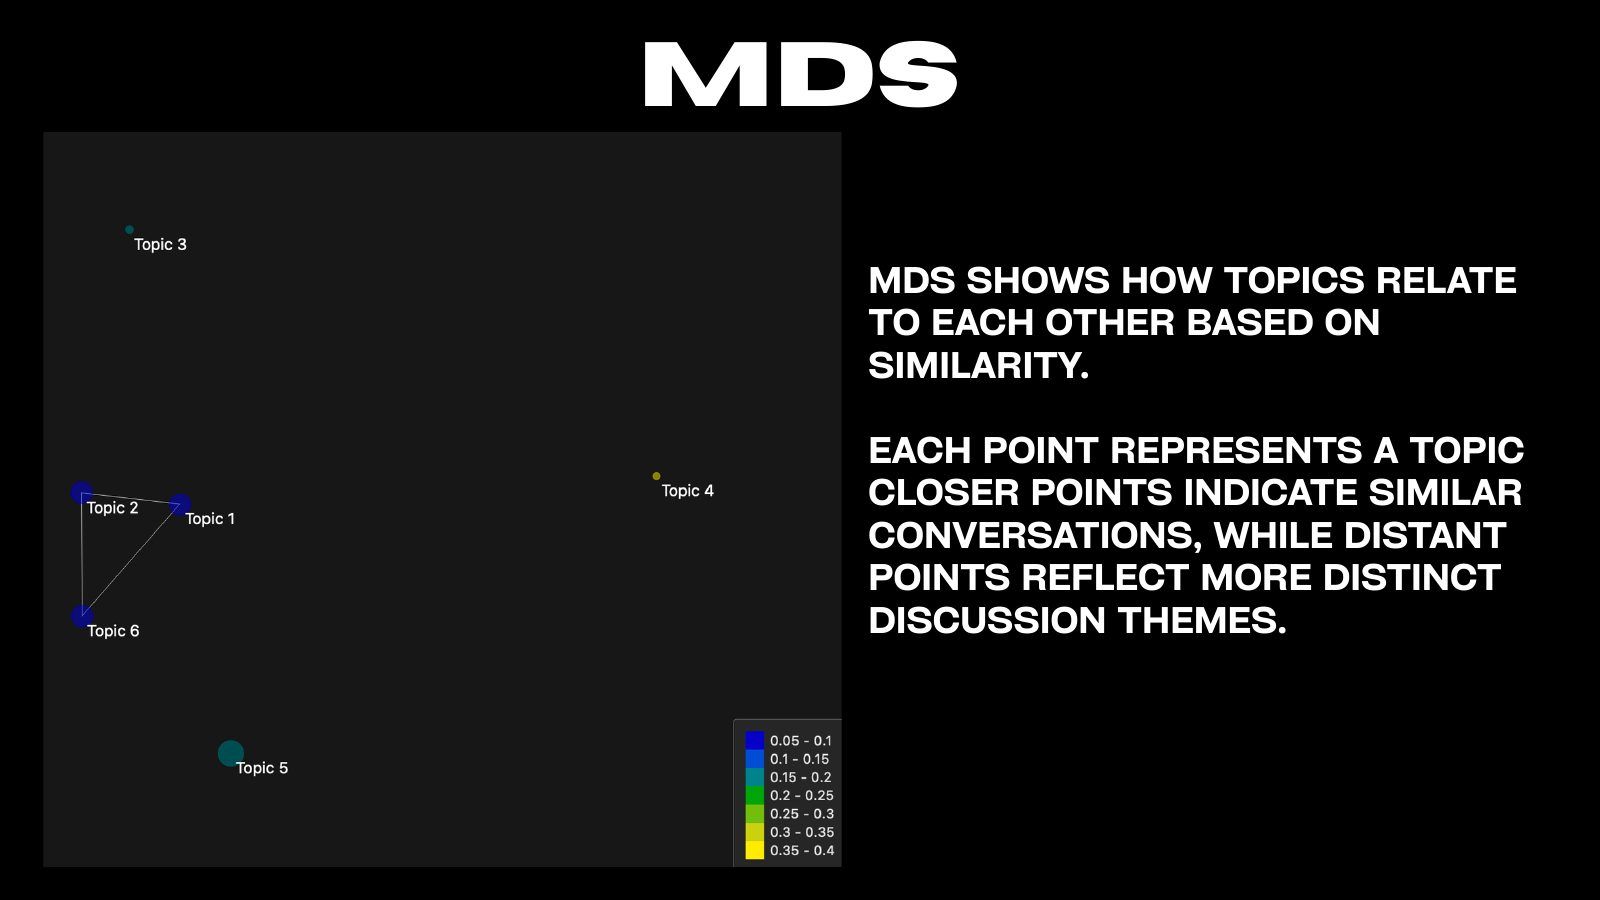 MDS
Topic 3
Topic 4
Topic 2
Topic 1
Topic 6
Topic 5
0.05 - 0.1
0.1 - 0.15
0.15 - 0.2
0.2 - 0.25
0.25 - 0.3
0.3 - 0.35
0.35 - 0.4
MDS SHOWS HOW TOPICS RELATE
TO EACH OTHER BASED ON
SIMILARITY.
EACH POINT REPRESENTS A TOPIC
CLOSER POINTS INDICATE SIMILAR
CONVERSATIONS, WHILE DISTANT
POINTS REFLECT MORE DISTINCT
DISCUSSION THEMES.